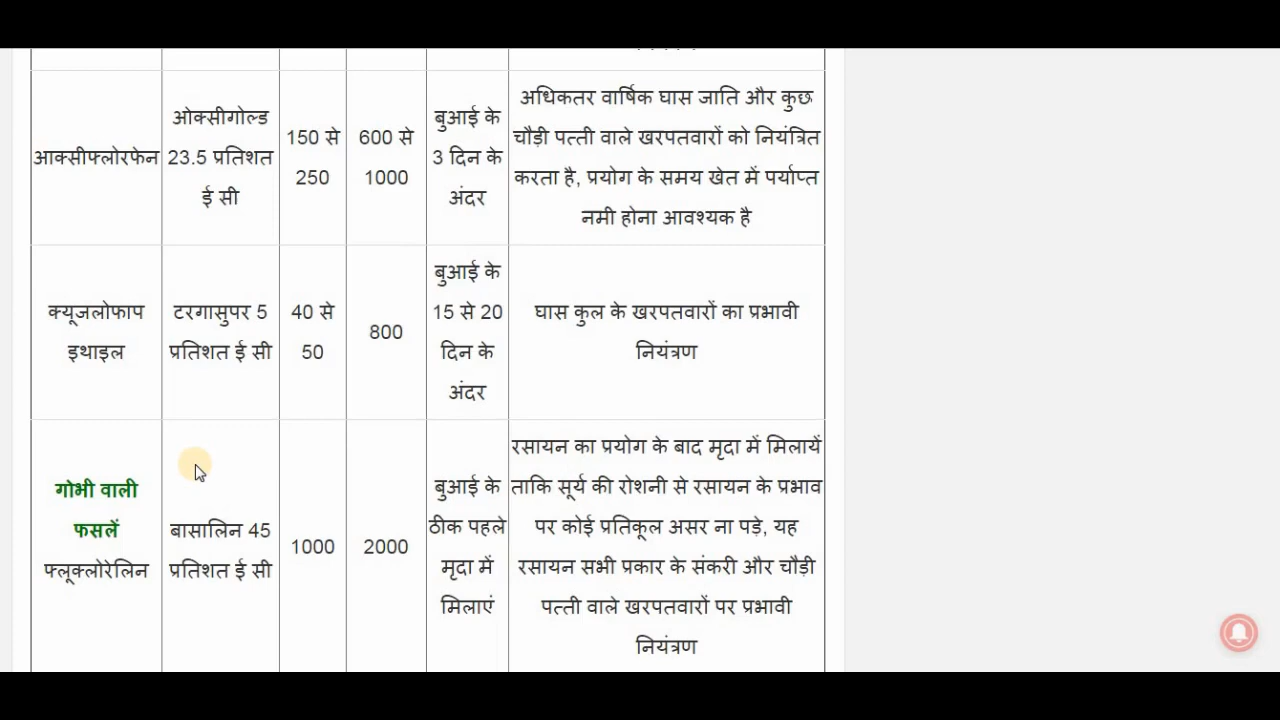 आक्सीफ्लोरफेन
ओक्सीगोल्ड
23.5 प्रतिशत
ई सी
150 से
250
600 से
1000
बुआई के
3 दिन के
अंदर
अधिकतर वार्षिक घास जाति और कुछ
चौड़ी पत्ती वाले खरपतवारों को नियंत्रित
करता है, प्रयोग के समय खेत में पर्याप्त
नमी होना आवश्यक है
क्यूजलोफाप
इथाइल
टरगासुपर 5
प्रतिशत ई सी
40 से
50
800
बुआई के
15 से 20
दिन के
अंदर
घास कुल के खरपतवारों का प्रभावी
नियंत्रण
गोभी वाली
फसलें
फ्लूक्लोरेलिन
बासालिन 45
प्रतिशत ई सी
1000
2000
बुआई के
ठीक पहले
मृदा में
मिलाएं
रसायन का प्रयोग के बाद मृदा में मिलायें
ताकि सूर्य की रोशनी से रसायन के प्रभाव
पर कोई प्रतिकूल असर ना पड़े, यह
रसायन सभी प्रकार के संकरी और चौड़ी
पत्ती वाले खरपतवारों पर प्रभावी
नियंत्रण